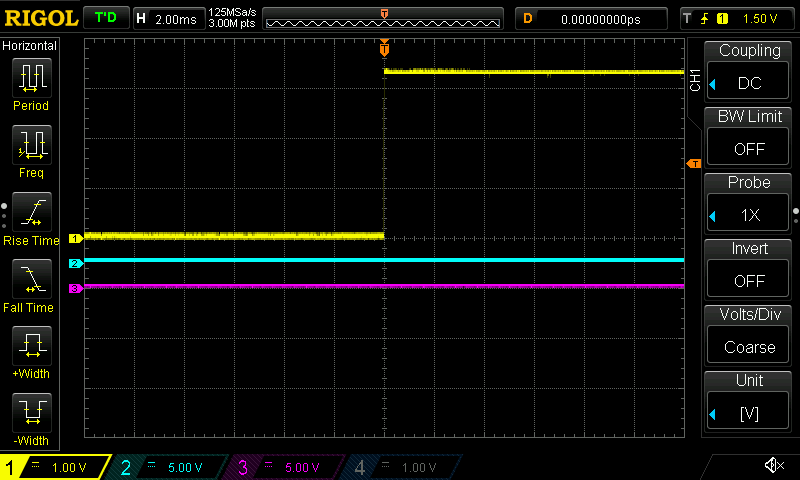 RIGOL T'D H 2.00ms 125MSa/s
3.00M pts T D 0.00000000ps T 1 1.50 V
Horizontal
Period
Freq
Rise Time
Fall Time
+Width
-Width
T
1
2
3
T
CH1
Coupling
DC
BW Limit
OFF
Probe
1X
Invert
OFF
Volts/Div
Coarse
Unit
[V]
1 1.00 V 2 5.00 V 3 5.00 V 4 1.00 V